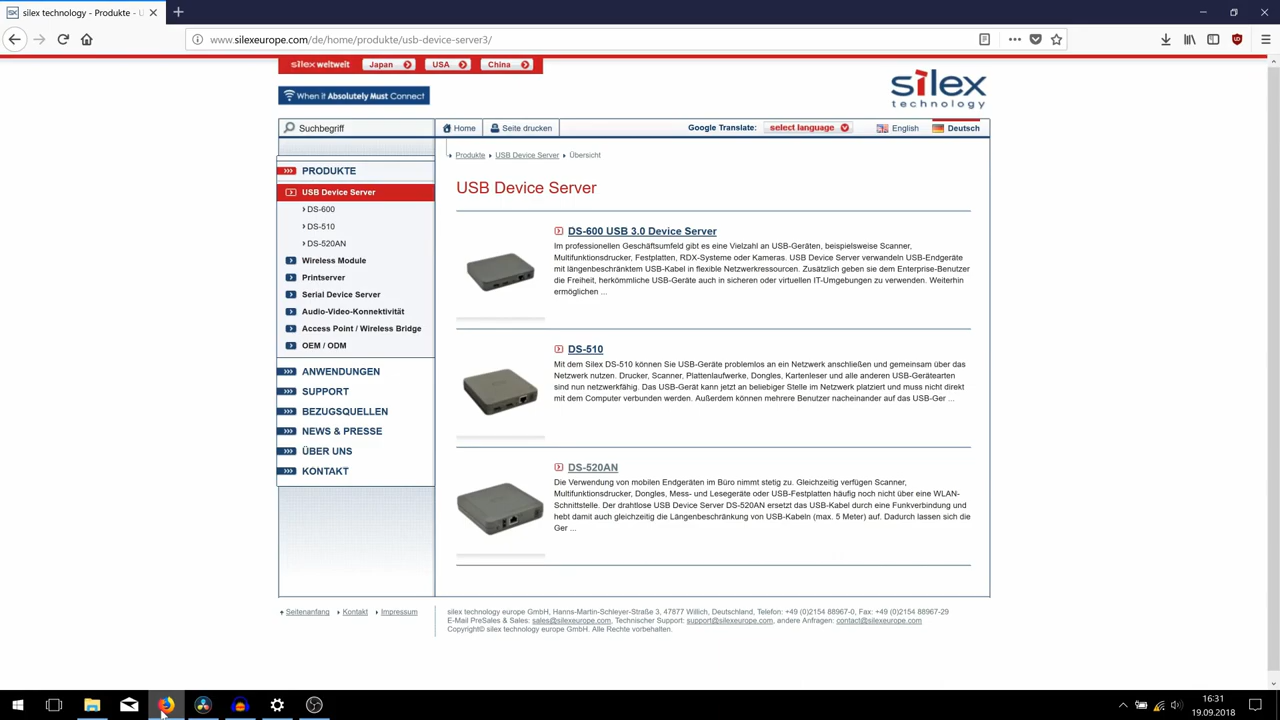 silex technology - Produkte - U
www.silexeurope.com/de/home/produkte/usb-device-server3/
silex weltweit Japan USA China
When it Absolutely Must Connect
silex
technology
Suchbegriff Home Seite drucken Google Translate: select language English Deutsch
Produkte USB Device Server Übersicht
PRODUKTE
USB Device Server
DS-600
DS-510
DS-520AN
Wireless Module
Printserver
Serial Device Server
Audio-Video-Konnektivität
Access Point / Wireless Bridge
OEM / ODM
ANWENDUNGEN
SUPPORT
BEZUGSQUELLEN
NEWS & PRESSE
ÜBER UNS
KONTAKT
USB Device Server
DS-600 USB 3.0 Device Server
Im professionellen Geschäftsumfeld gibt es eine Vielzahl an USB-Geräten, beispielsweise Scanner,
Multifunktionsdrucker, Festplatten, RDX-Systeme oder Kameras. USB Device Server verwandeln USB-Endgeräte
mit längenbeschränktem USB-Kabel in flexible Netzwerkressourcen. Zusätzlich geben sie dem Enterprise-Benutzer
die Freiheit, herkömmliche USB-Geräte auch in sicheren oder virtuellen IT-Umgebungen zu verwenden. Weiterhin
ermöglichen ...
DS-510
Mit dem Silex DS-510 können Sie USB-Geräte problemlos an ein Netzwerk anschließen und gemeinsam über das
Netzwerk nutzen. Drucker, Scanner, Plattenlaufwerke, Dongles, Kartenleser und alle anderen USB-Gerätearten
sind nun netzwerkfähig. Das USB-Gerät kann jetzt an beliebiger Stelle im Netzwerk platziert und muss nicht direkt
mit dem Computer verbunden werden. Außerdem können mehrere Benutzer nacheinander auf das USB-Ger ...
DS-520AN
Die Verwendung von mobilen Endgeräten im Büro nimmt stetig zu. Gleichzeitig verfügen Scanner,
Multifunktionsdrucker, Dongles, Mess- und Lesegeräte oder USB-Festplatten häufig noch nicht über eine WLAN-
Schnittstelle. Der drahtlose USB Device Server DS-520AN ersetzt das USB-Kabel durch eine Funkverbindung und
hebt damit auch gleichzeitig die Längenbeschränkung von USB-Kabeln (max. 5 Meter) auf. Dadurch lassen sich die
Ger ...
Seitenanfang Kontakt Impressum
silex technology europe GmbH, Hanns-Martin-Schleyer-Straße 3, 47877 Willich, Deutschland, Telefon: +49 (0)2154 88967-0, Fax: +49 (0)2154 88967-29
E-Mail PreSales & Sales: sales@silexeurope.com, Technischer Support: support@silexeurope.com, andere Anfragen: contact@silexeurope.com
Copyright© silex technology europe GmbH. Alle Rechte vorbehalten.
16:31
19.09.2018